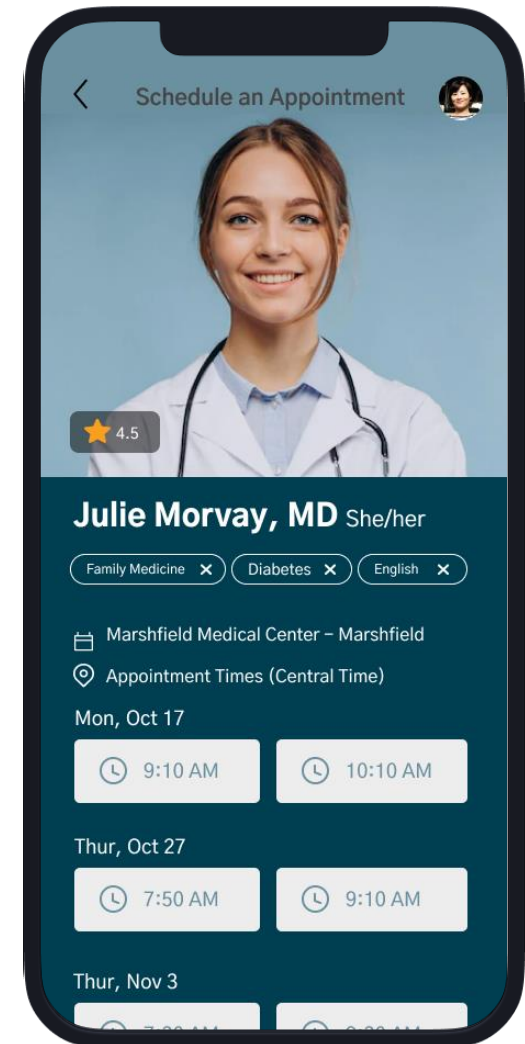 Schedule an Appointment
4.5
Julie Morvay, MD She/her
Family Medicine Diabetes English
Marshfield Medical Center – Marshfield
Appointment Times (Central Time)
Mon, Oct 17
9:10 AM 10:10 AM
Thur, Oct 27
7:50 AM 9:10 AM
Thur, Nov 3